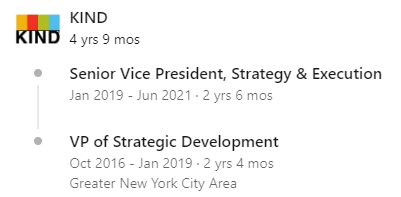 KIND
KIND
4 yrs 9 mos
Senior Vice President, Strategy & Execution
Jan 2019 - Jun 2021 · 2 yrs 6 mos
VP of Strategic Development
Oct 2016 - Jan 2019 · 2 yrs 4 mos
Greater New York City Area